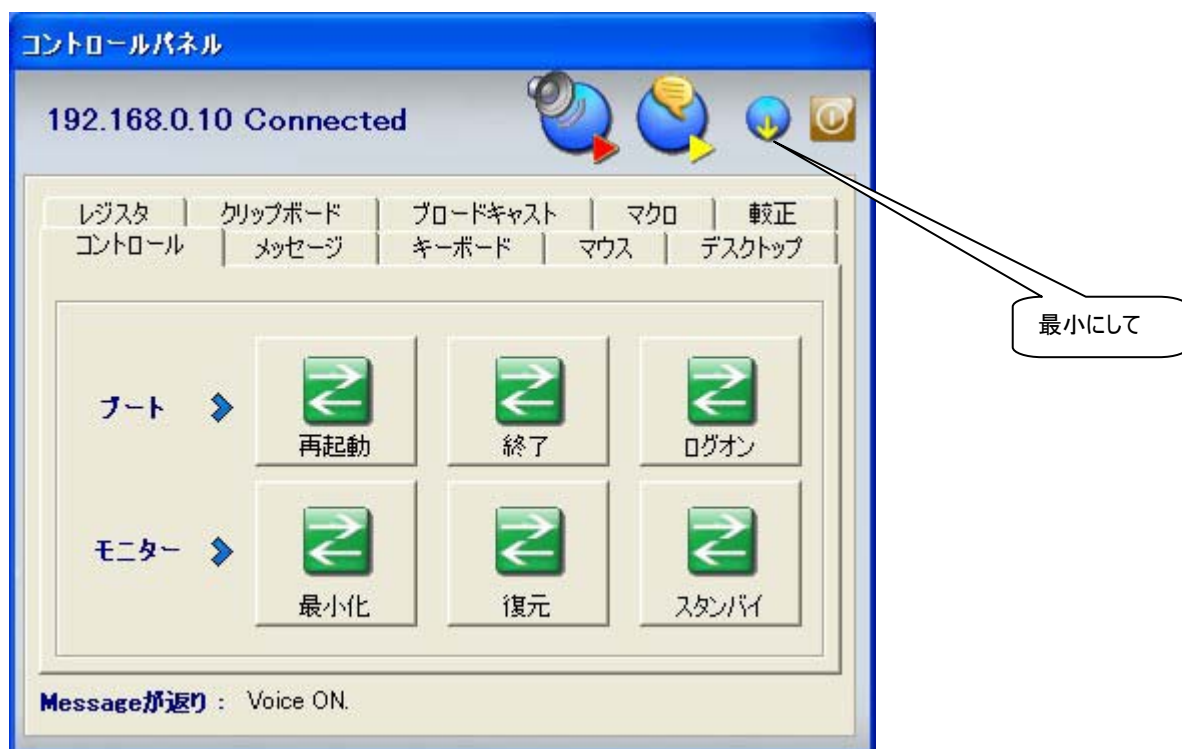 コントロールパネル
192.168.0.10 Connected
レジスタ クリップボード ブロードキャスト マクロ 較正
コントロール メッセージ キーボード マウス デスクトップ
最小にして
ブート 再起動 終了 ログオン
モニター 最小化 復元 スタンバイ
Messageが返り : Voice ON.